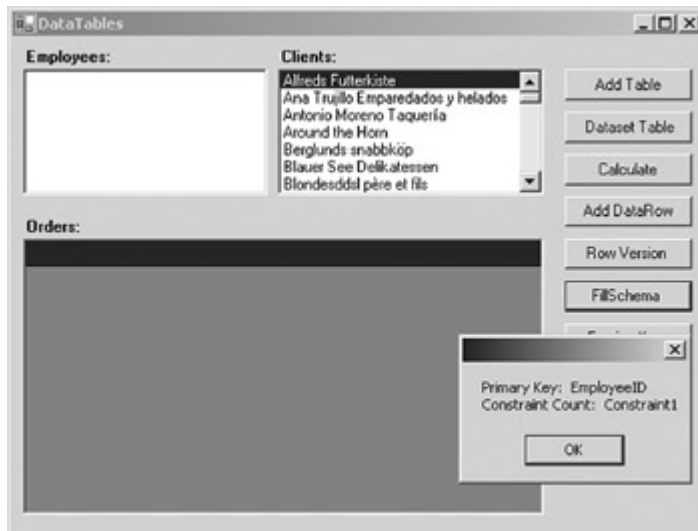 DataTables
Employees:
Clients:
Alfreds Futterkiste
Ana Trujillo Emparedados y helados
Antonio Moreno Taquería
Around the Horn
Berglunds snabbköp
Blauer See Delikatessen
Blondesddsl père et fils
Add Table
Dataset Table
Calculate
Add DataRow
Row Version
FillSchema
Orders:
Primary Key: EmployeeID
Constraint Count: Constraint1
OK